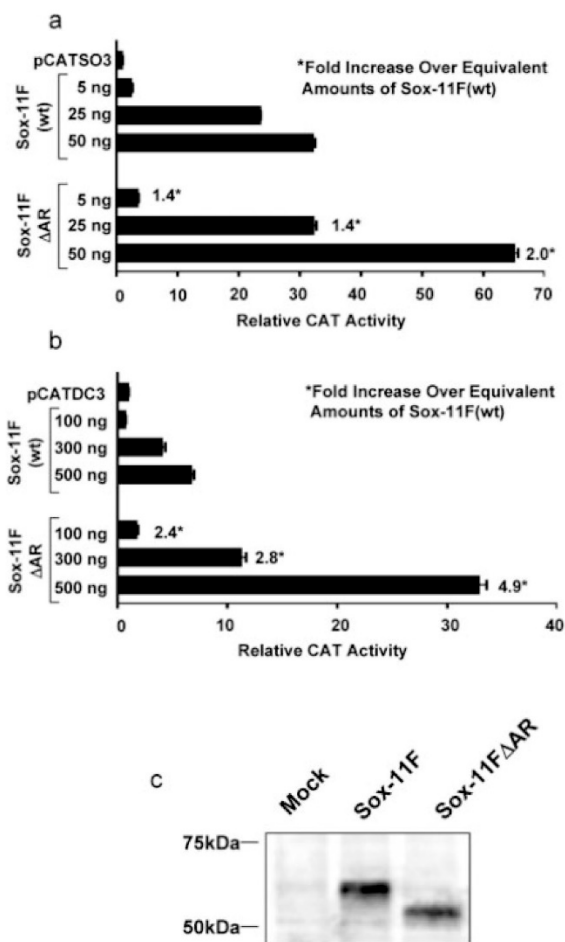 a
pCATSO3
*Fold Increase Over Equivalent
Amounts of Sox-11F(wt)
Sox-11F
(wt)
5 ng
25 ng
50 ng
Sox-11F
ΔAR
5 ng 1.4*
25 ng 1.4*
50 ng 2.0*
0 10 20 30 40 50 60 70
Relative CAT Activity
b
pCATDC3
*Fold Increase Over Equivalent
Amounts of Sox-11F(wt)
Sox-11F
(wt)
100 ng
300 ng
500 ng
Sox-11F
ΔAR
100 ng 2.4*
300 ng 2.8*
500 ng 4.9*
0 10 20 30 40
Relative CAT Activity
c
Mock Sox-11F Sox-11FΔAR
75kDa
50kDa